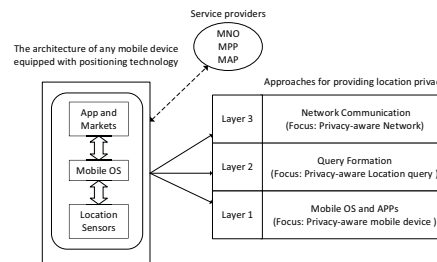 Service providers
MNO
MPP
MAP
The architecture of any mobile device
equipped with positioning technology
App and
Markets
Mobile OS
Location
Sensors
Approaches for providing location privac
Layer 3
Network Communication
(Focus: Privacy-aware Network)
Layer 2
Query Formation
(Focus: Privacy-aware Location query )
Layer 1
Mobile OS and APPs
(Focus: Privacy-aware mobile device )